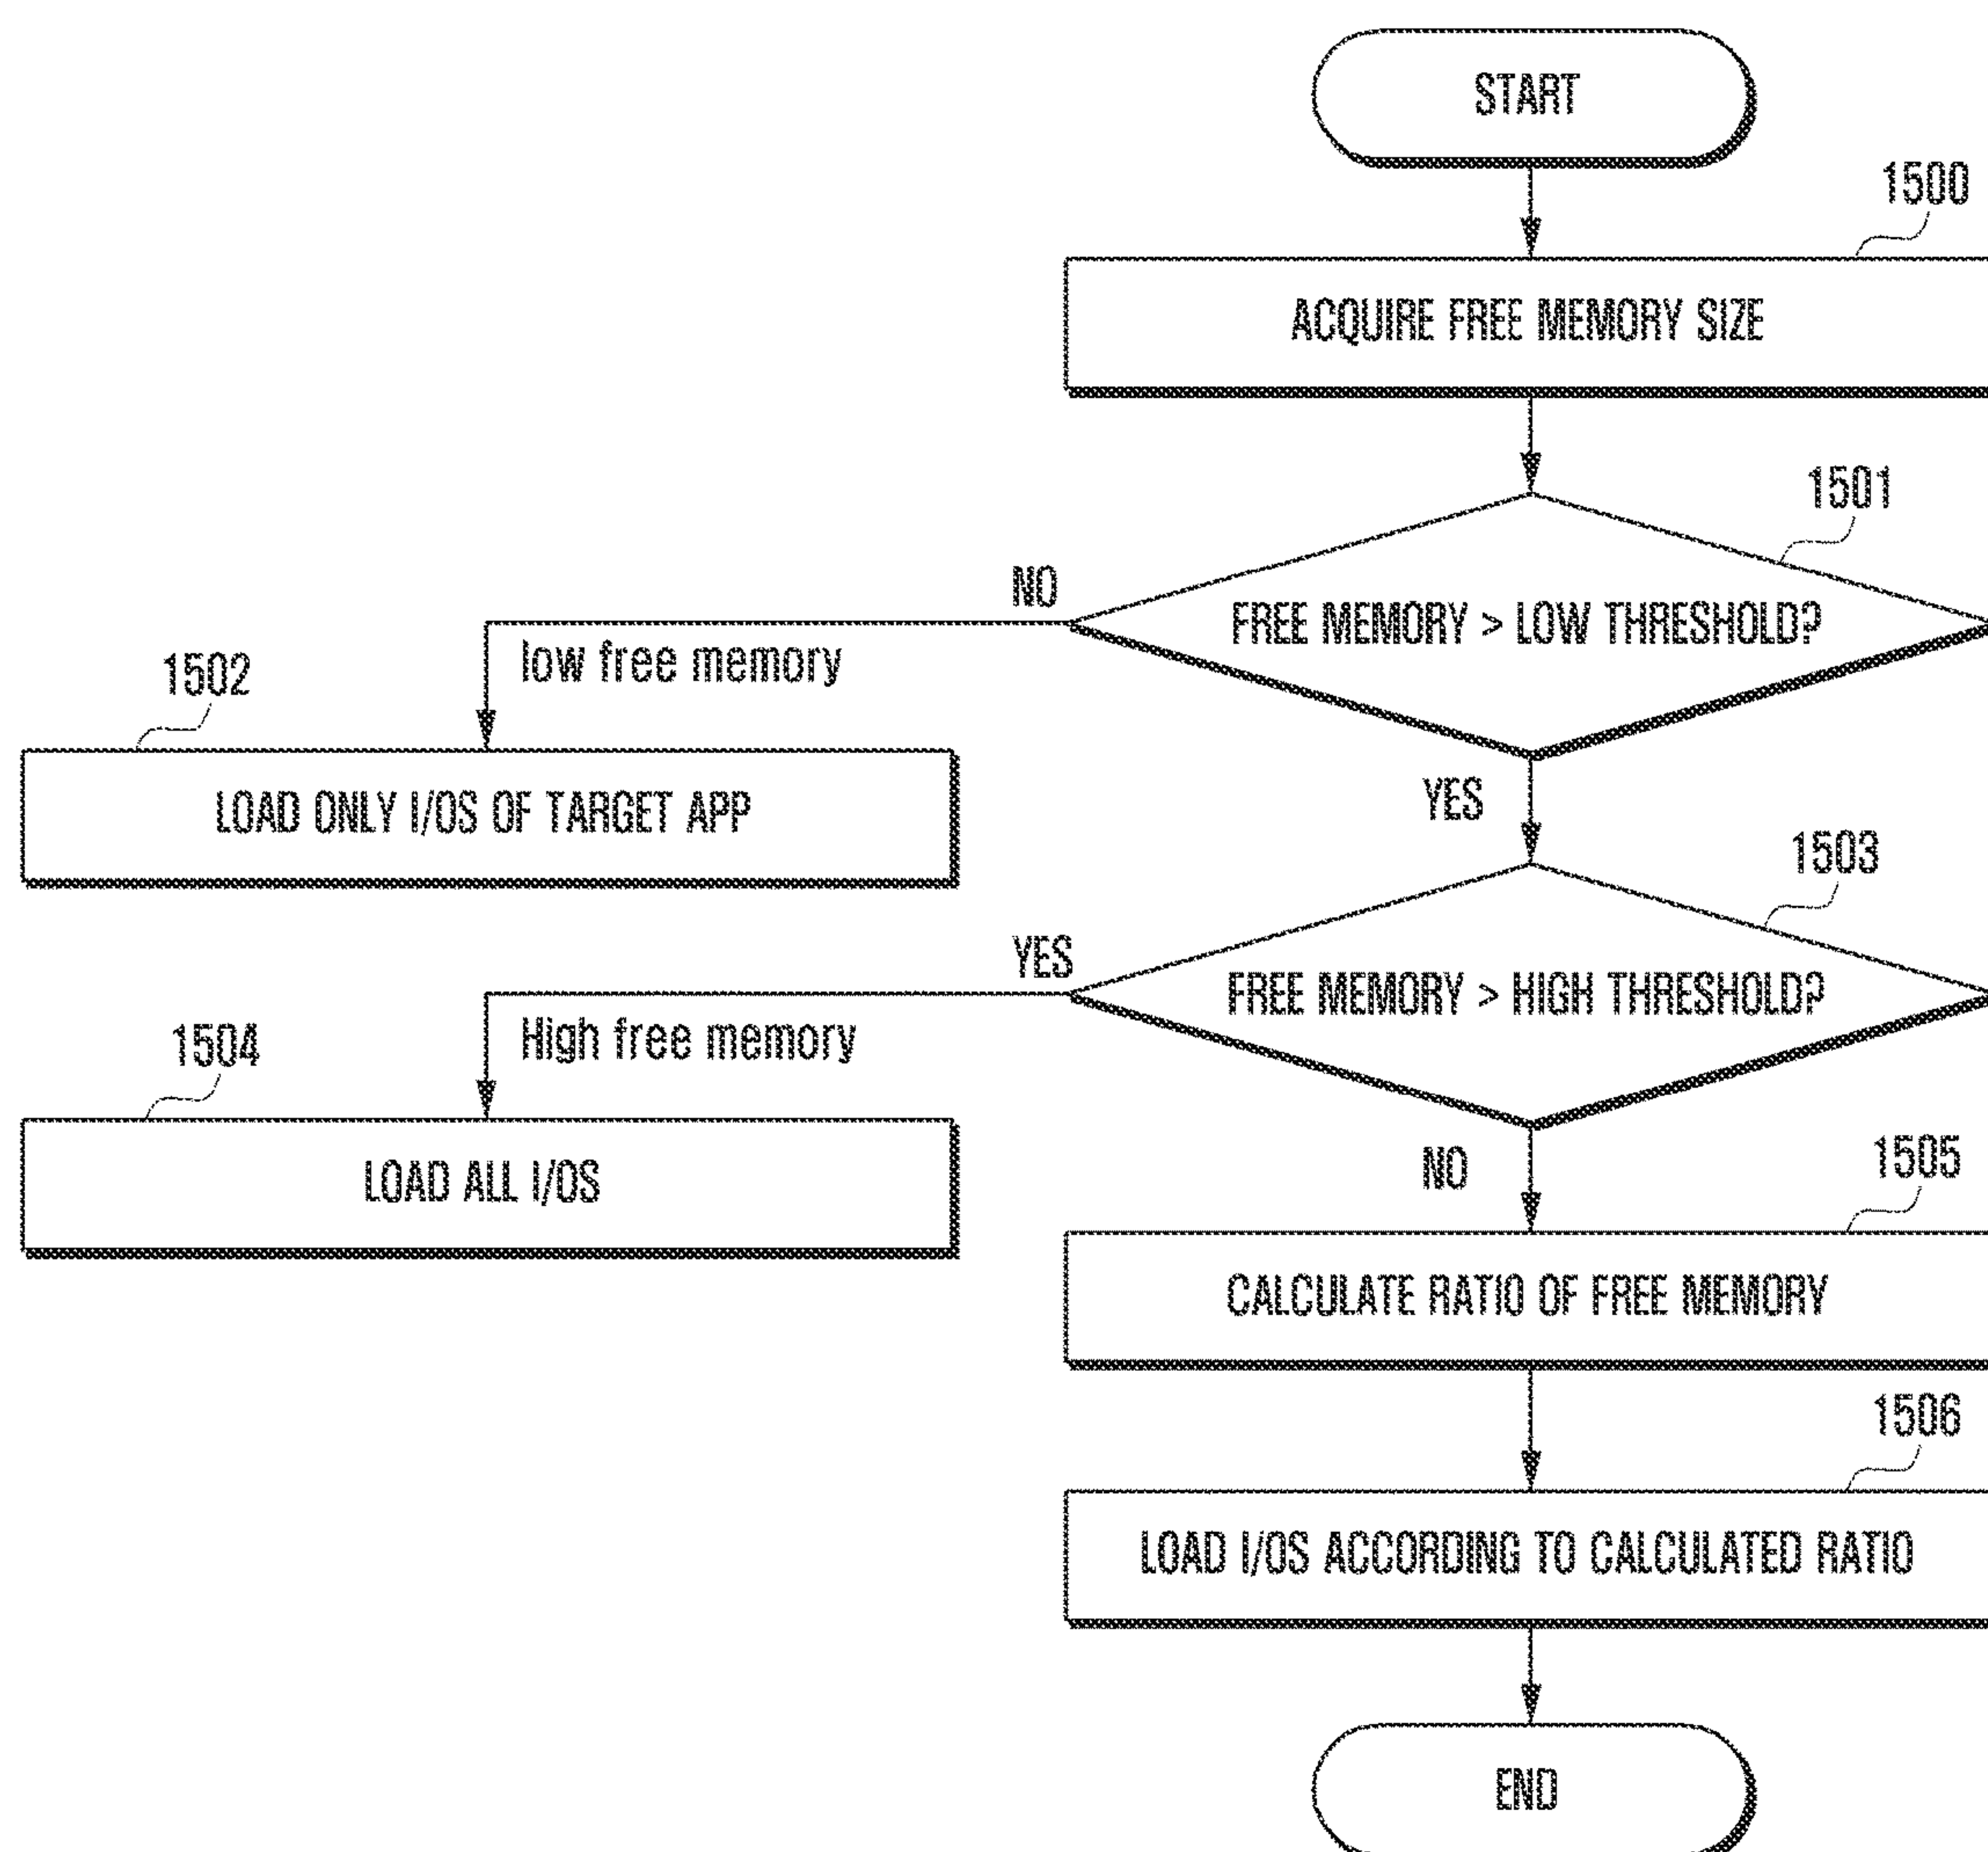 START
1500
ACQUIRE FREE MEMORY SIZE
1501
FREE MEMORY > LOW THRESHOLD?
NO
low free memory
1502
LOAD ONLY I/OS OF TARGET APP
YES
1503
FREE MEMORY > HIGH THRESHOLD?
YES
High free memory
1504
LOAD ALL I/OS
NO
1505
CALCULATE RATIO OF FREE MEMORY
1506
LOAD I/OS ACCORDING TO CALCULATED RATIO
END